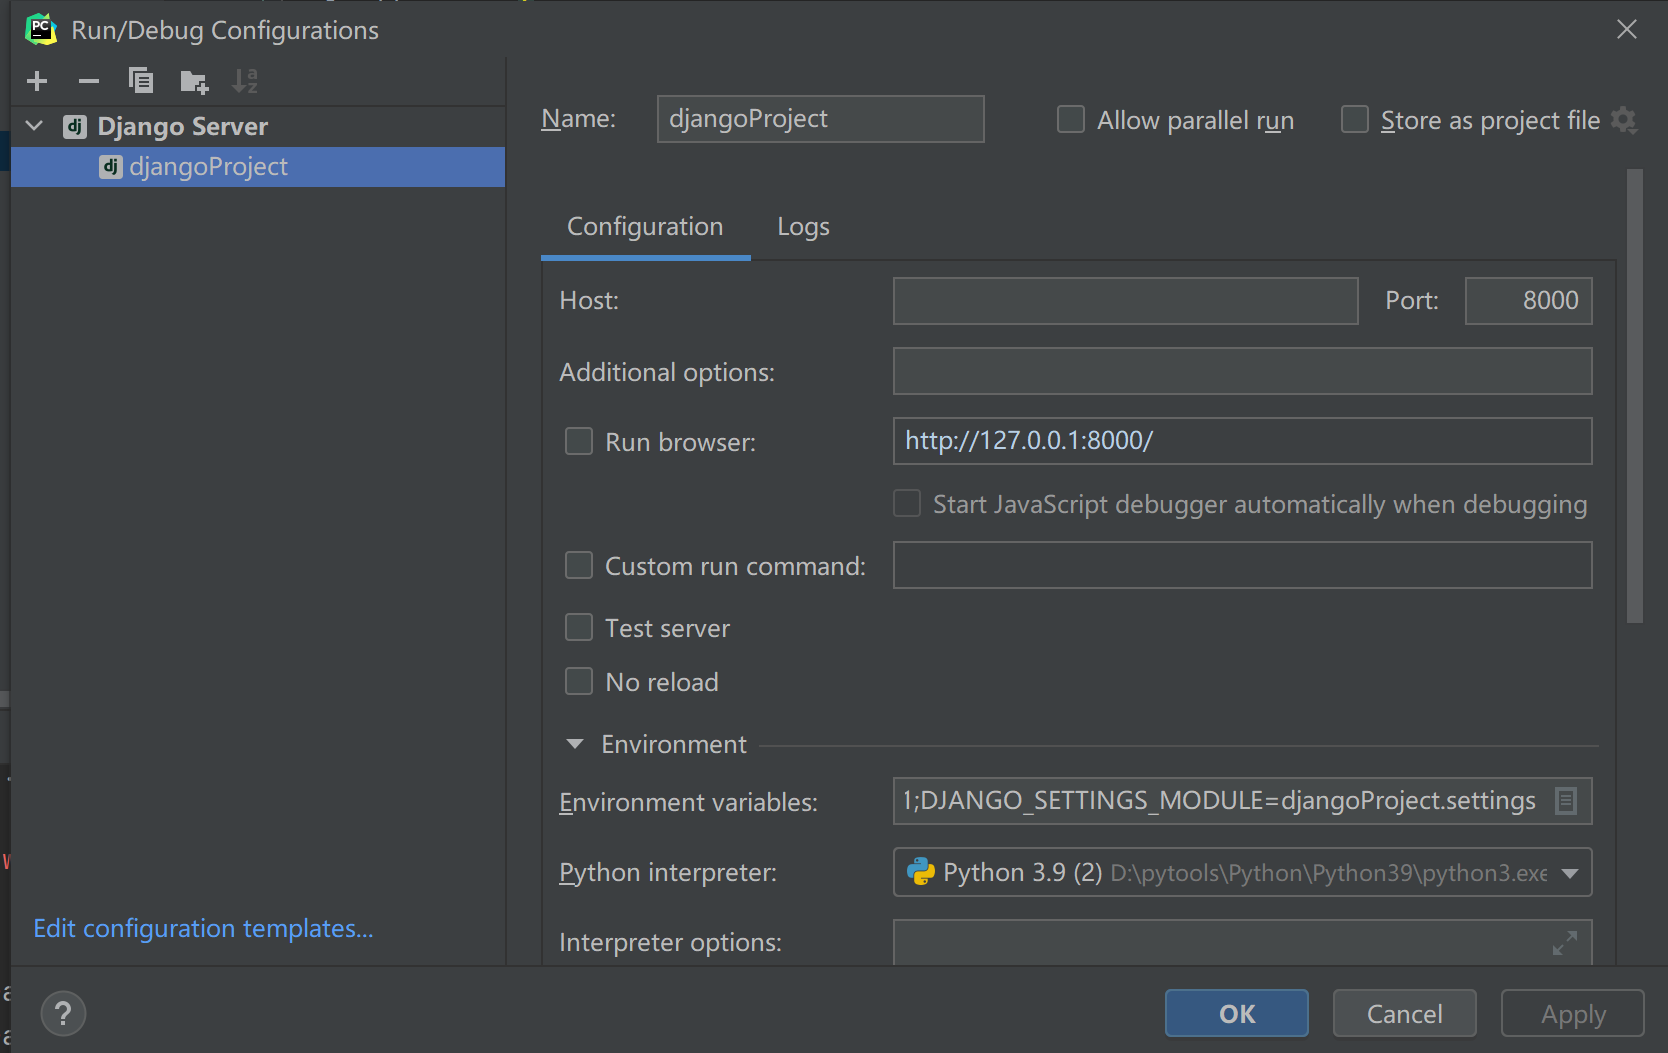 PC Run/Debug Configurations
dj Django Server
dj djangoProject
Edit configuration templates...
Name: djangoProject Allow parallel run Store as project file
Configuration Logs
Host: Port: 8000
Additional options:
Run browser: http://127.0.0.1:8000/
Start JavaScript debugger automatically when debugging
Custom run command:
Test server
No reload
Environment
Environment variables: 1;DJANGO_SETTINGS_MODULE=djangoProject.settings
Python interpreter: Python 3.9 (2) D:\pytools\Python\Python39\python3.exe
Interpreter options:
? OK Cancel Apply